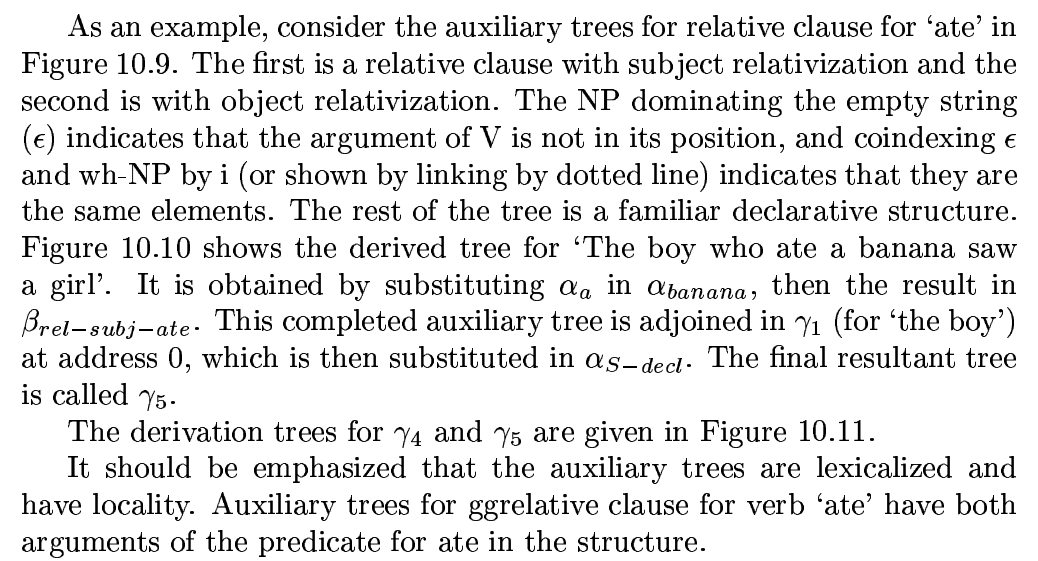 As an example, consider the auxiliary trees for relative clause for ‘ate’ in
Figure 10.9. The first is a relative clause with subject relativization and the
second is with object relativization. The NP dominating the empty string
(ϵ) indicates that the argument of V is not in its position, and coindexing ϵ
and wh-NP by i (or shown by linking by dotted line) indicates that they are
the same elements. The rest of the tree is a familiar declarative structure.
Figure 10.10 shows the derived tree for ‘The boy who ate a banana saw
a girl’. It is obtained by substituting α_a in α_{banana}, then the result in
β_{rel−subj−ate}. This completed auxiliary tree is adjoined in γ_1 (for ‘the boy’)
at address 0, which is then substituted in α_{S−decl}. The final resultant tree
is called γ_5.
The derivation trees for γ_4 and γ_5 are given in Figure 10.11.
It should be emphasized that the auxiliary trees are lexicalized and
have locality. Auxiliary trees for ggrelative clause for verb ‘ate’ have both
arguments of the predicate for ate in the structure.